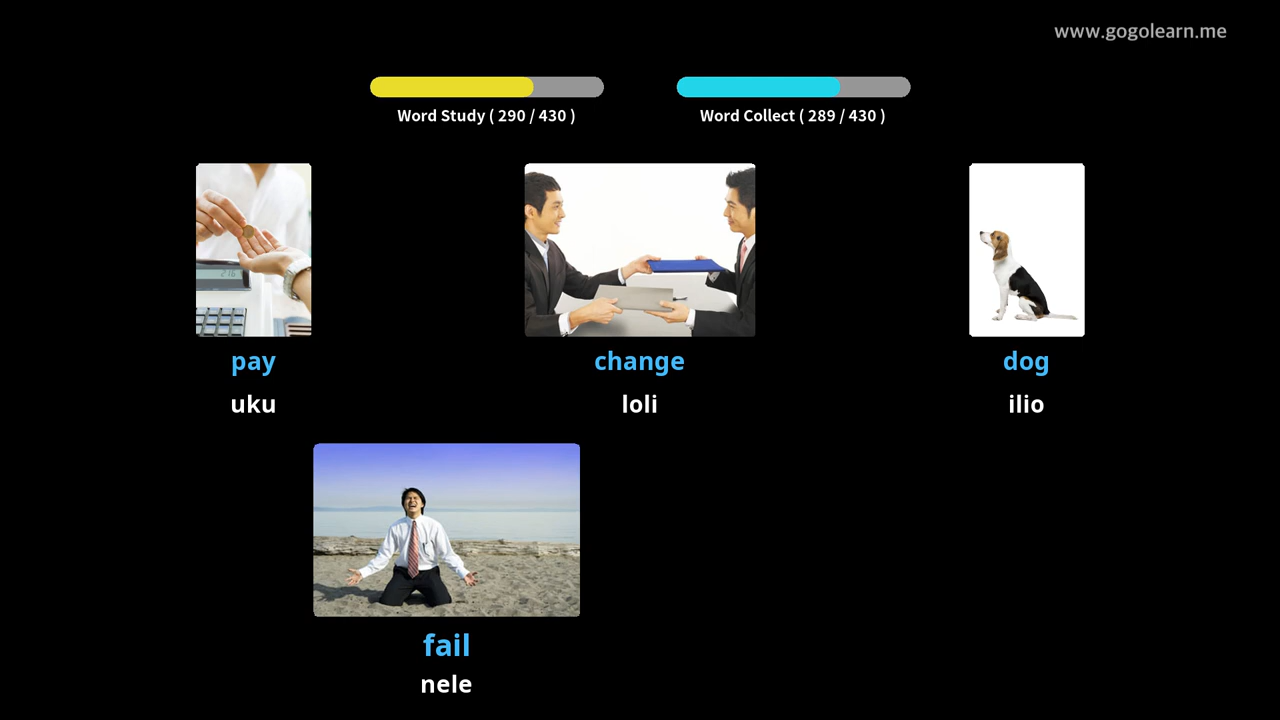 www.gogolearn.me
Word Study ( 290 / 430 )
Word Collect ( 289 / 430 )
pay
change
dog
uku
loli
ilio
fail
nele